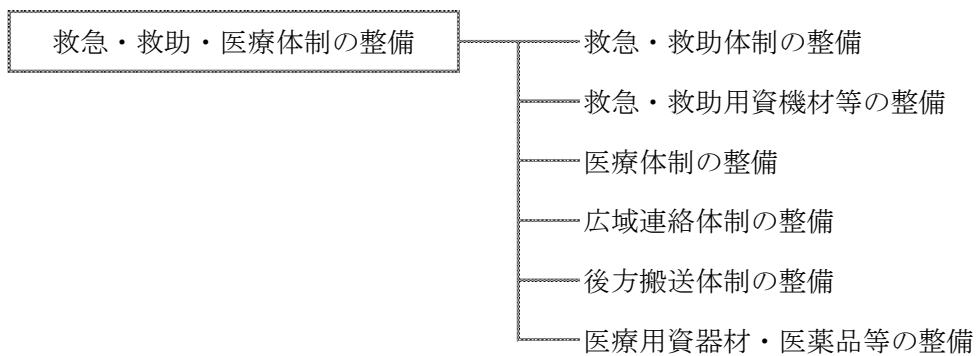 救急・救助・医療体制の整備
救急・救助体制の整備
救急・救助用資機材等の整備
医療体制の整備
広域連絡体制の整備
後方搬送体制の整備
医療用資器材・医薬品等の整備